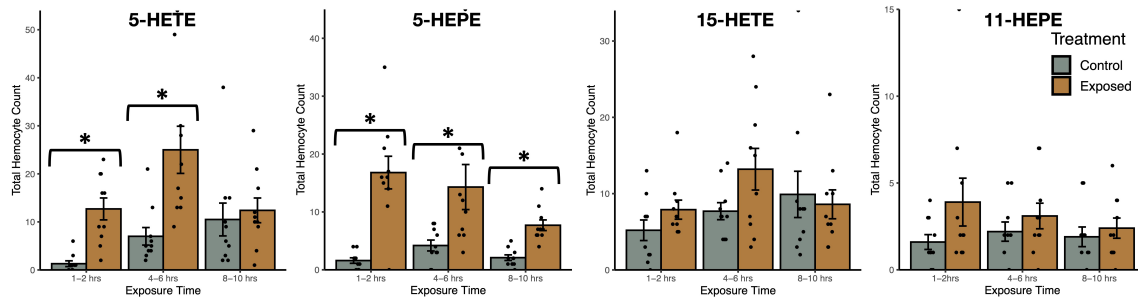 5-HETE
Total Hemocyte Count
50
40
30
20
10
0
*
*
1–2 hrs
4–6 hrs
8–10 hrs
Exposure Time
5-HEPE
Total Hemocyte Count
40
30
20
10
0
*
*
*
1–2 hrs
4–6 hrs
8–10 hrs
Exposure Time
15-HETE
Total Hemocyte Count
30
20
10
0
1–2 hrs
4–6 hrs
8–10 hrs
Exposure Time
11-HEPE
Total Hemocyte Count
15
10
5
0
1–2 hrs
4–6 hrs
8–10 hrs
Exposure Time
Treatment
Control
Exposed